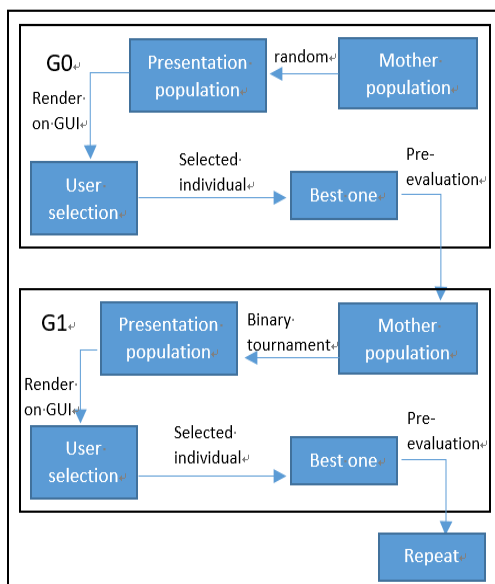 G0
Presentation
population
random
Mother
population
Render
on GUI
User
selection
Selected
individual
Best one
Pre-
evaluation
G1
Presentation
population
Binary
tournament
Mother
population
Render
on GUI
User
selection
Selected
individual
Best one
Pre-
evaluation
Repeat